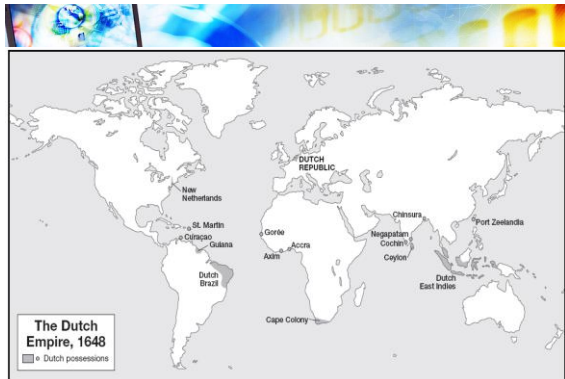 DUTCH
REPUBLIC
New
Netherlands
St. Martin
Curaçao
Guiana
Gorée
Axim
Accra
Dutch
Brazil
Cape Colony
Chinsura
Negapatam
Cochin
Ceylon
Port Zeelandia
Dutch
East Indies
The Dutch
Empire, 1648
Dutch possessions